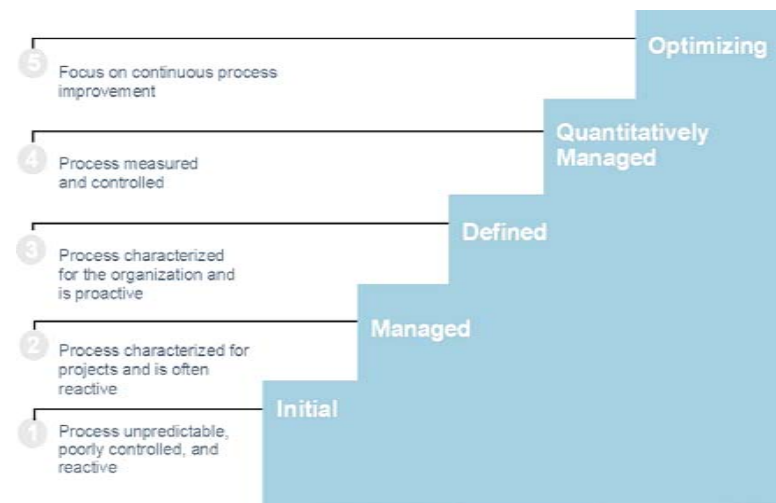 Optimizing
5
Focus on continuous process
improvement
Quantitatively
Managed
4
Process measured
and controlled
Defined
3
Process characterized
for the organization and
is proactive
Managed
2
Process characterized for
projects and is often
reactive
Initial
1
Process unpredictable,
poorly controlled, and
reactive